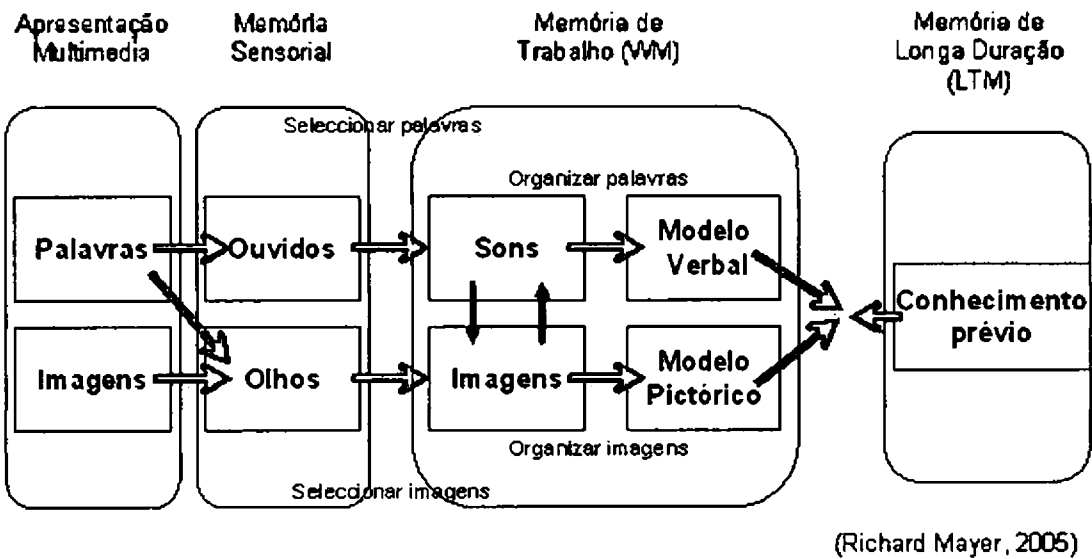 Apresentação
Multimedia
Memória
Sensorial
Memória de
Trabalho (WM)
Memória de
Longa Duração
(LTM)
Seleccionar palavras
Organizar palavras
Palavras
Ouvidos
Sons
Modelo
Verbal
Conhecimento
prévio
Imagens
Olhos
Imagens
Modelo
Pictórico
Organizar imagens
Seleccionar imagens
(Richard Mayer, 2005)